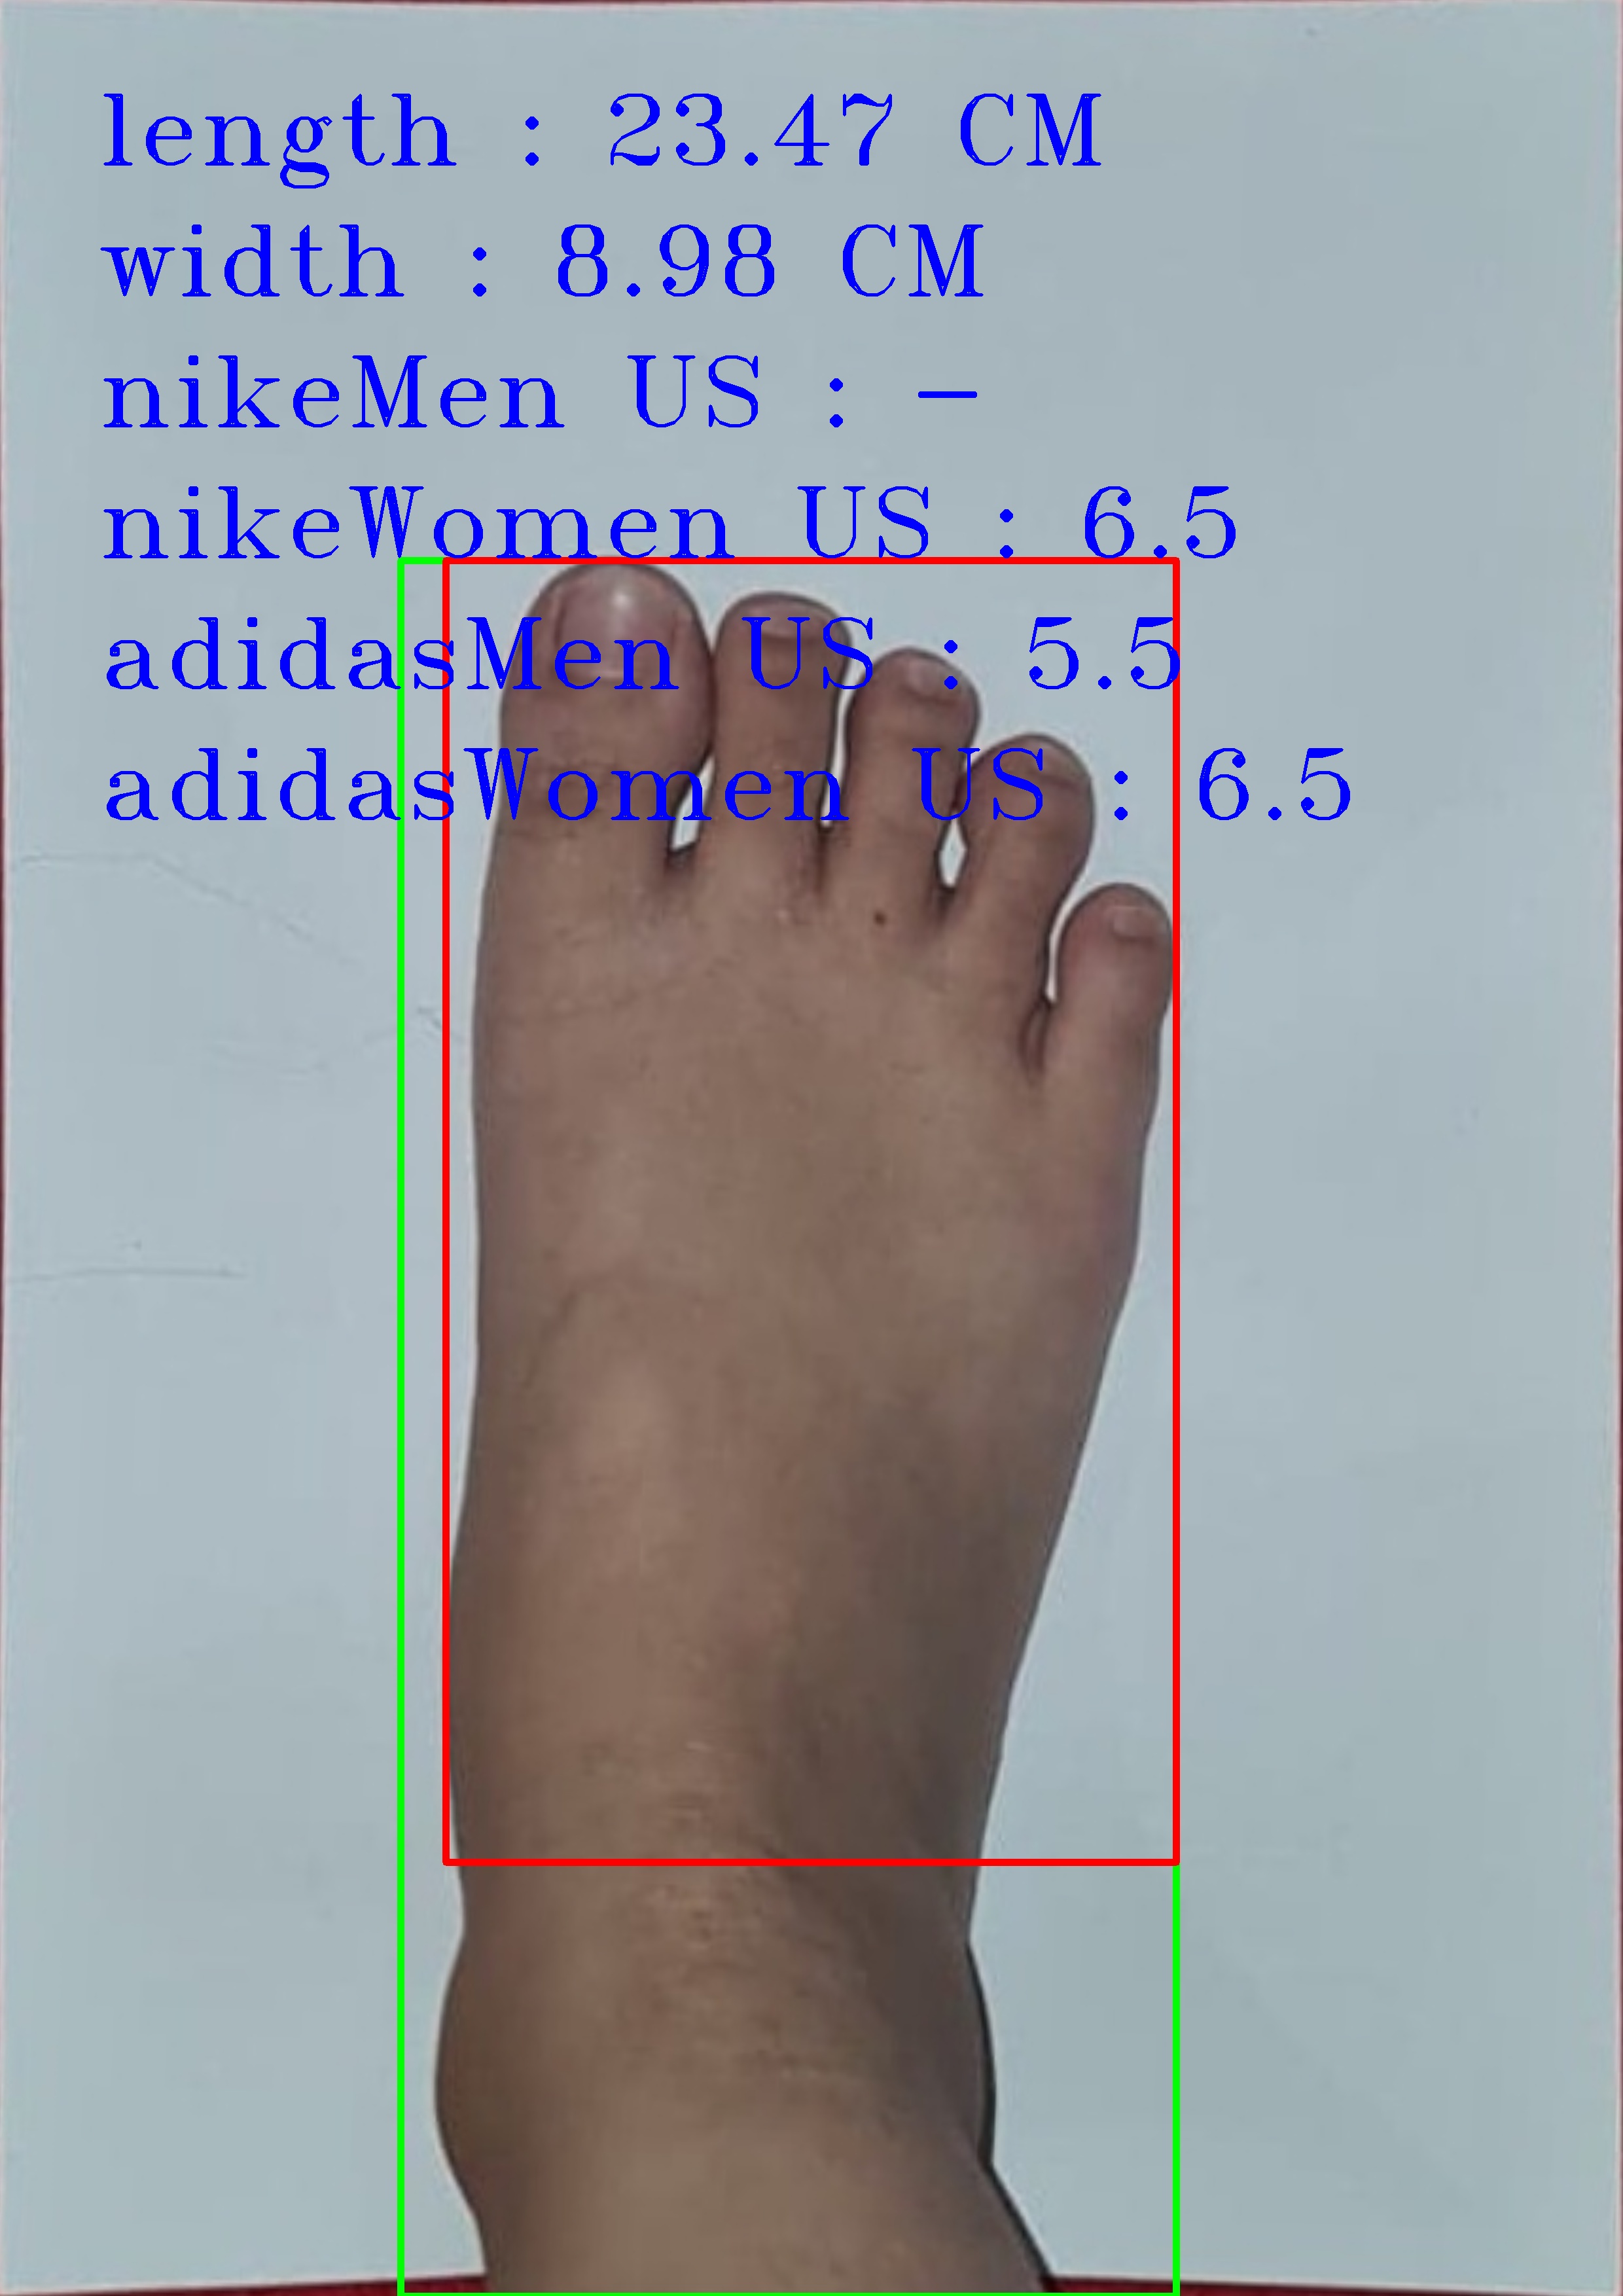 length : 23.47 CM
width : 8.98 CM
nikeMen US : -
nikeWomen US : 6.5
adidasMen US : 5.5
adidasWomen US : 6.5